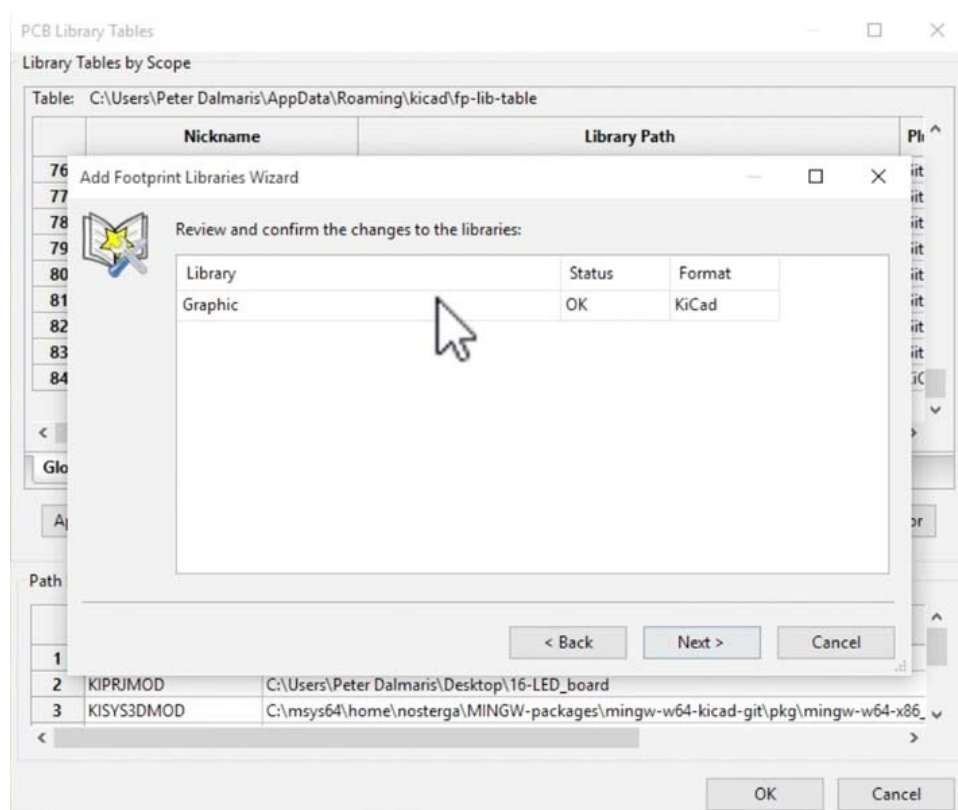 PCB Library Tables
Library Tables by Scope
Table: C:\Users\Peter Dalmaris\AppData\Roaming\kicad\fp-lib-table
Nickname Library Path
76
Add Footprint Libraries Wizard
77
78
Review and confirm the changes to the libraries:
79
80 Library Status Format
81 Graphic OK KiCad
82
83
84
Glo
Path
< Back Next > Cancel
1
2 KIPRJMOD C:\Users\Peter Dalmaris\Desktop\16-LED_board
3 KISYS3DMOD C:\msys64\home\nosterga\MINGW-packages\mingw-w64-kicad-git\pkg\mingw-w64-x86_
OK Cancel